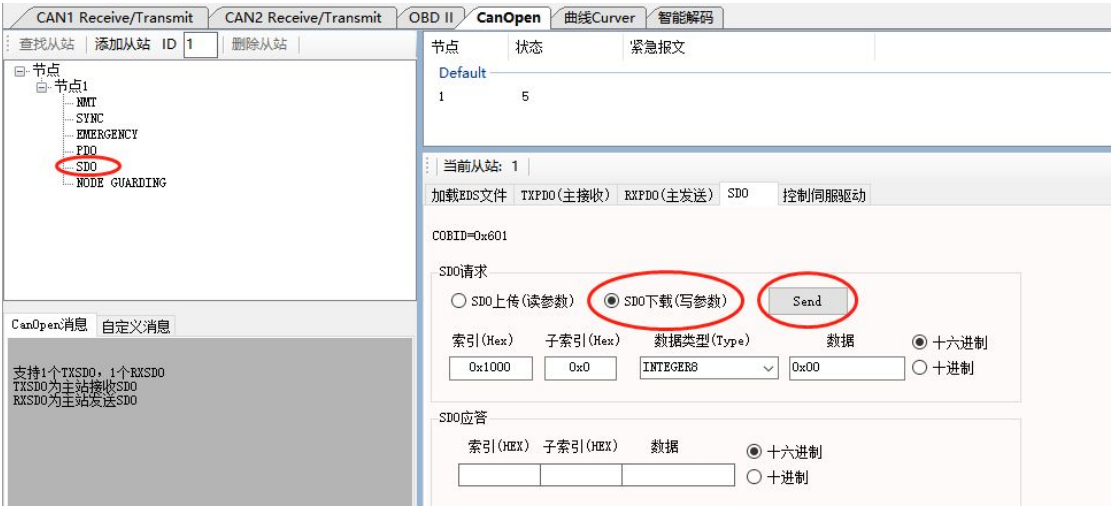 CAN1 Receive/Transmit CAN2 Receive/Transmit OBD II CanOpen 曲线Curver 智能解码
查找从站 添加从站 ID 1 删除从站
节点
节点1
NMT
SYNC
EMERGENCY
PDO
SDO
NODE GUARDING
CanOpen消息 自定义消息
支持1个TXSDO，1个RXSDO
TXSDO为主站接收SDO
RXSDO为主站发送SDO
节点 状态 紧急报文
Default
1 5
当前从站: 1
加载EDS文件 TXPDO(主接收) RXPDO(主发送) SDO 控制伺服驱动
COBID=0x601
SDO请求
SDO上传(读参数) SDO下载(写参数) Send
索引(Hex) 子索引(Hex) 数据类型(Type) 数据 十六进制
0x1000 0x0 INTEGER8 0x00 十进制
SDO应答
索引(HEX) 子索引(HEX) 数据 十六进制
十进制